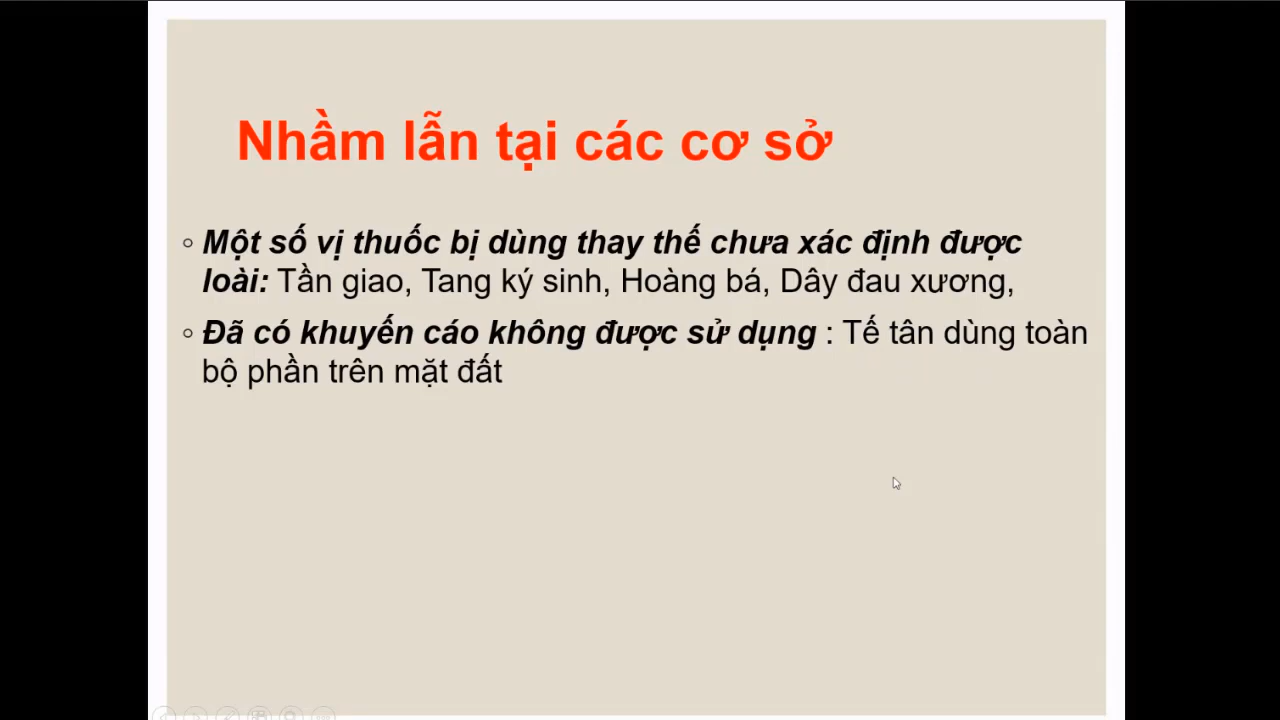 Nhầm lẫn tại các cơ sở
◦ Một số vị thuốc bị dùng thay thế chưa xác định được
loài: Tần giao, Tang ký sinh, Hoàng bá, Dây đau xương,
◦ Đã có khuyến cáo không được sử dụng : Tế tân dùng toàn
bộ phần trên mặt đất